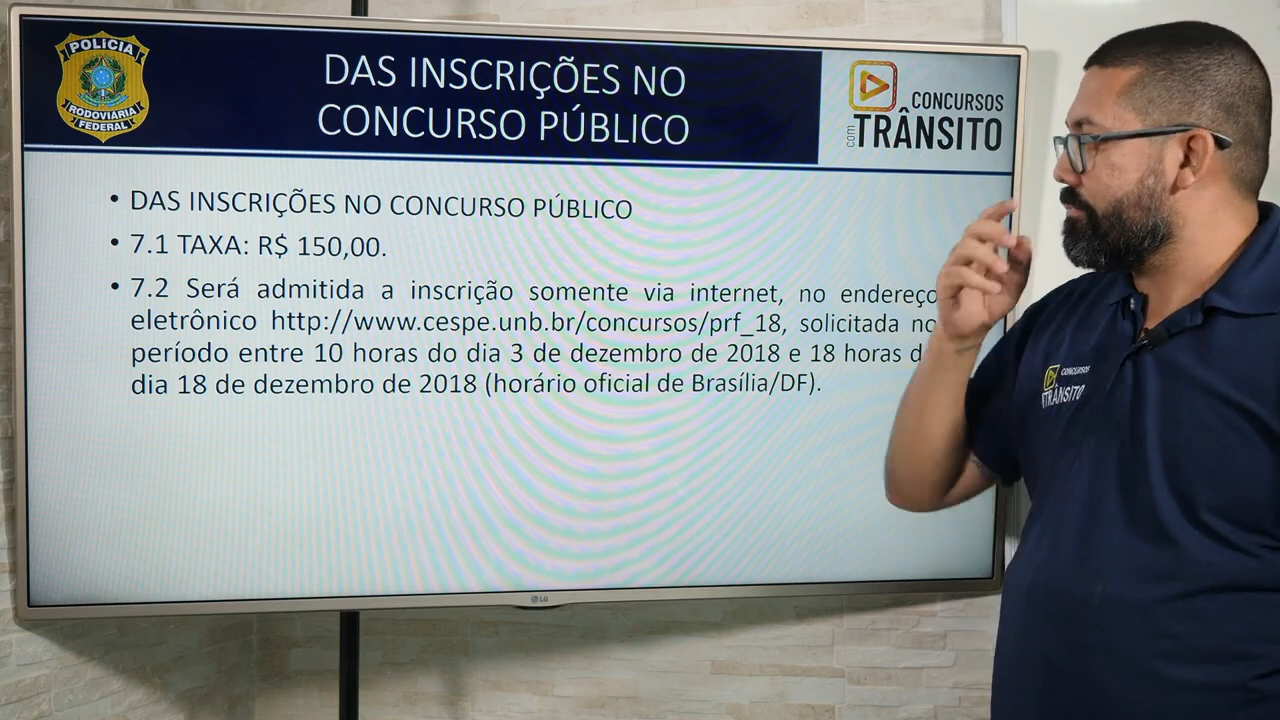 POLÍCIA
RODOVIÁRIA
FEDERAL
DAS INSCRIÇÕES NO
CONCURSO PÚBLICO
CONCURSOS
com TRÂNSITO
• DAS INSCRIÇÕES NO CONCURSO PÚBLICO
• 7.1 TAXA: R$ 150,00.
• 7.2 Será admitida a inscrição somente via internet, no endereço
eletrônico http://www.cespe.unb.br/concursos/prf_18, solicitada no
período entre 10 horas do dia 3 de dezembro de 2018 e 18 horas d
dia 18 de dezembro de 2018 (horário oficial de Brasília/DF).
LG
CONCURSOS
TRÂNSITO